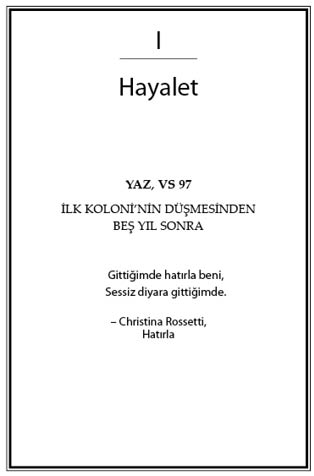 I
Hayalet
YAZ, VS 97
İLK KOLONİ'NİN DÜŞMESİNDEN
BEŞ YIL SONRA
Gittiğimde hatırla beni,
Sessiz diyara gittiğimde.
– Christina Rossetti,
Hatırla